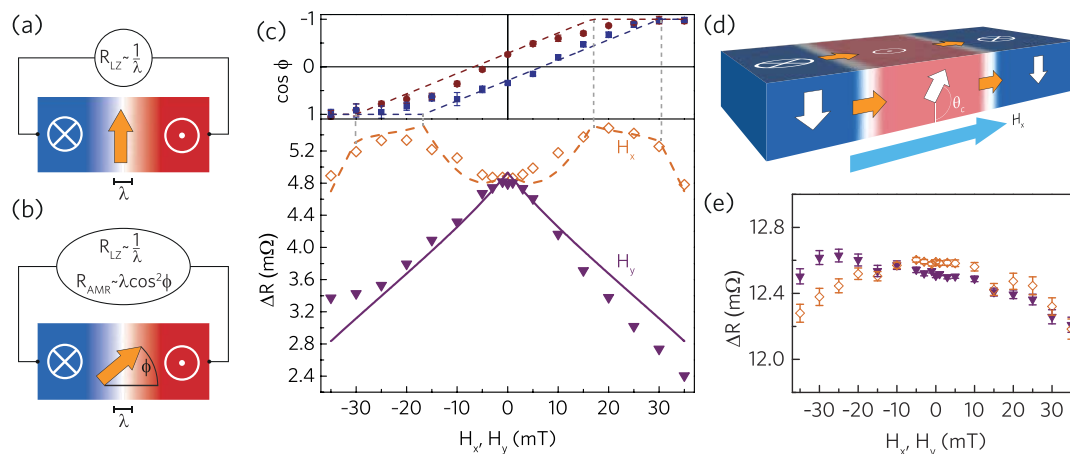 (a)
R_LZ~ 1/λ
λ
(b)
R_LZ~ 1/λ
R_AMR~λcos²ϕ
ϕ
λ
(c)
cos ϕ
-1
0
1
ΔR (mΩ)
5.2
4.8
4.4
4.0
3.6
3.2
2.8
2.4
H_x
H_y
-30 -20 -10 0 10 20 30
H_x, H_y (mT)
(d)
θ_c
H_x
(e)
ΔR (mΩ)
12.8
12.4
12.0
-30 -20 -10 0 10 20 30
H_x, H_y (mT)